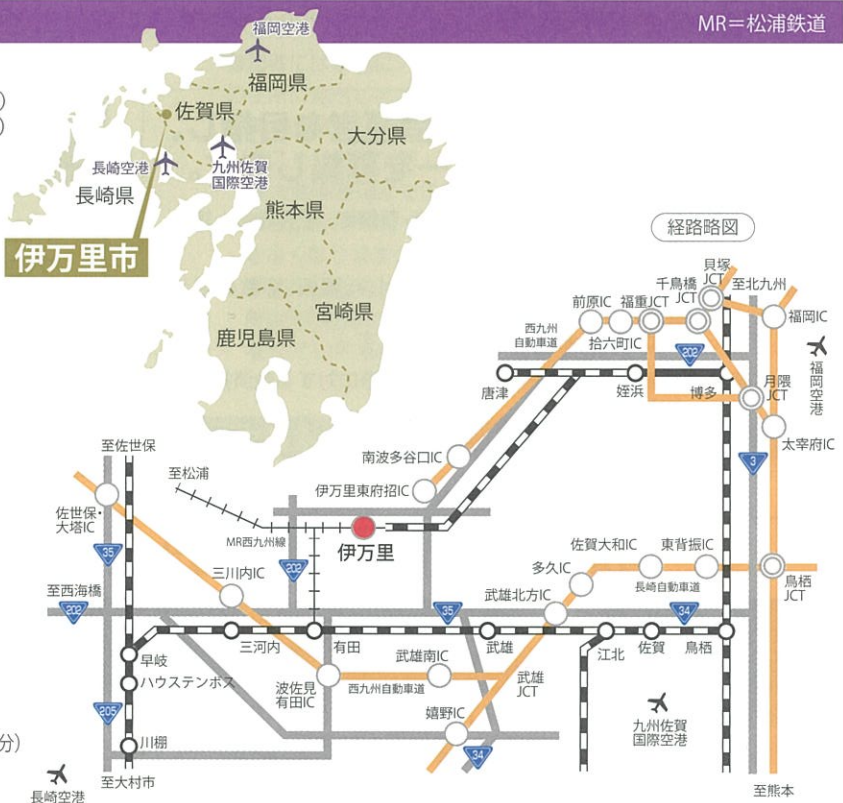 MR＝松浦鉄道
)
)
福岡空港
福岡県
佐賀県
大分県
長崎空港
九州佐賀
国際空港
長崎県
熊本県
伊万里市
宮崎県
鹿児島県
経路略図
貝塚
JCT
千鳥橋
JCT
至北九州
前原IC
福重JCT
福岡IC
西九州
自動車道
拾六町IC
202
福岡空港
唐津
姪浜
博多
月隈
JCT
太宰府IC
3
南波多谷口IC
伊万里東府招IC
至佐世保
至松浦
佐世保・
大塔IC
MR西九州線
伊万里
35
202
佐賀大和IC
東背振IC
多久IC
長崎自動車道
鳥栖
JCT
三川内IC
武雄北方IC
至西海橋
202
35
34
早岐
三河内
有田
武雄
江北
佐賀
鳥栖
ハウステンボス
波佐見
有田IC
西九州自動車道
武雄南IC
武雄
JCT
205
嬉野IC
九州佐賀
国際空港
川棚
34
分)
至大村市
長崎空港
至熊本